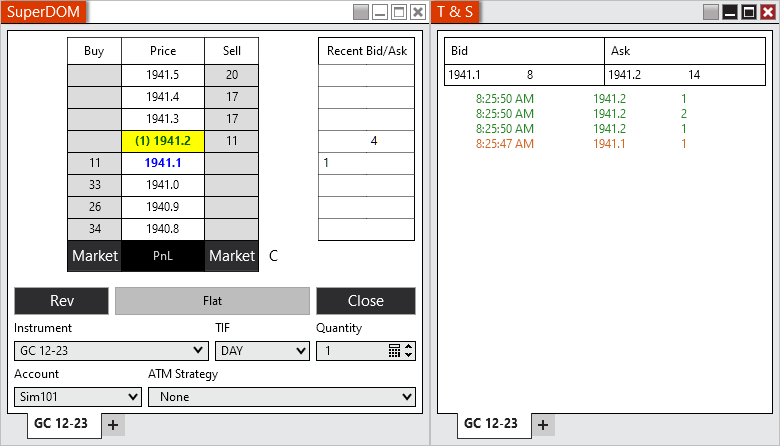 SuperDOM
Buy Price Sell Recent Bid/Ask
1941.5 20
1941.4 17
1941.3 17
(1) 1941.2 11 4
11 1941.1 1
33 1941.0
26 1940.9
34 1940.8
Market PnL Market C
Rev Flat Close
Instrument TIF Quantity
GC 12-23 DAY 1
Account ATM Strategy
Sim101 None
GC 12-23 +
T & S
Bid Ask
1941.1 8 1941.2 14
8:25:50 AM 1941.2 1
8:25:50 AM 1941.2 2
8:25:50 AM 1941.2 1
8:25:47 AM 1941.1 1
GC 12-23 +